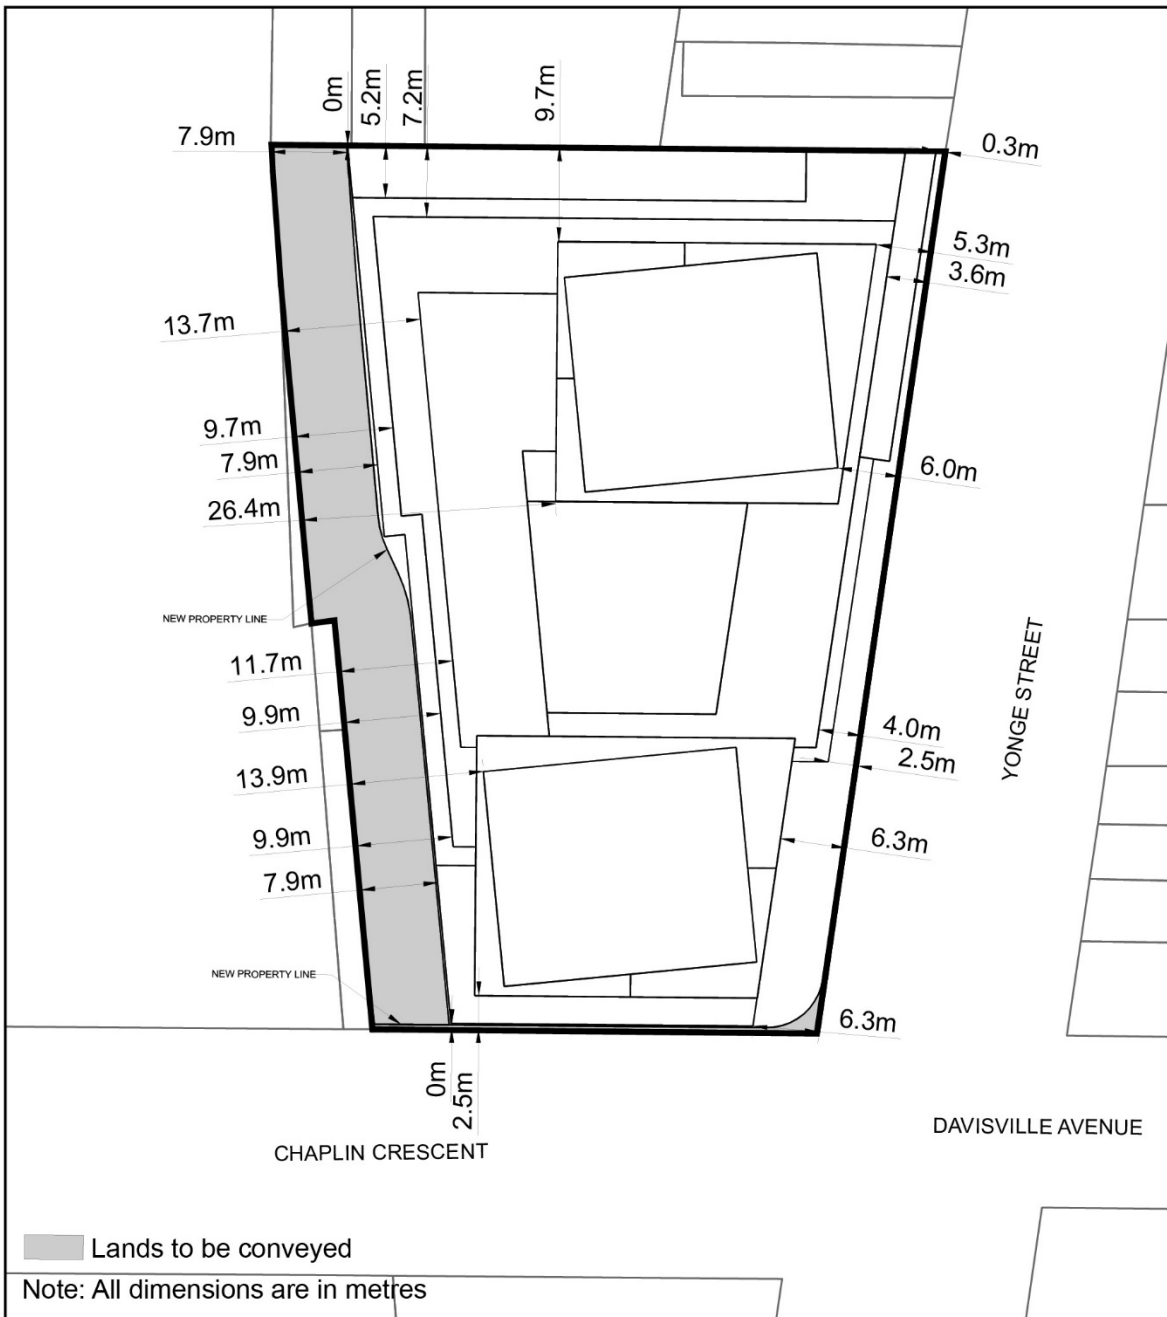 0m
5.2m
7.2m
9.7m
7.9m
0.3m
5.3m
3.6m
13.7m
9.7m
7.9m
26.4m
6.0m
NEW PROPERTY LINE
11.7m
9.9m
13.9m
9.9m
7.9m
4.0m
2.5m
6.3m
YONGE STREET
NEW PROPERTY LINE
6.3m
0m
2.5m
CHAPLIN CRESCENT
DAVISVILLE AVENUE
Lands to be conveyed
Note: All dimensions are in metres